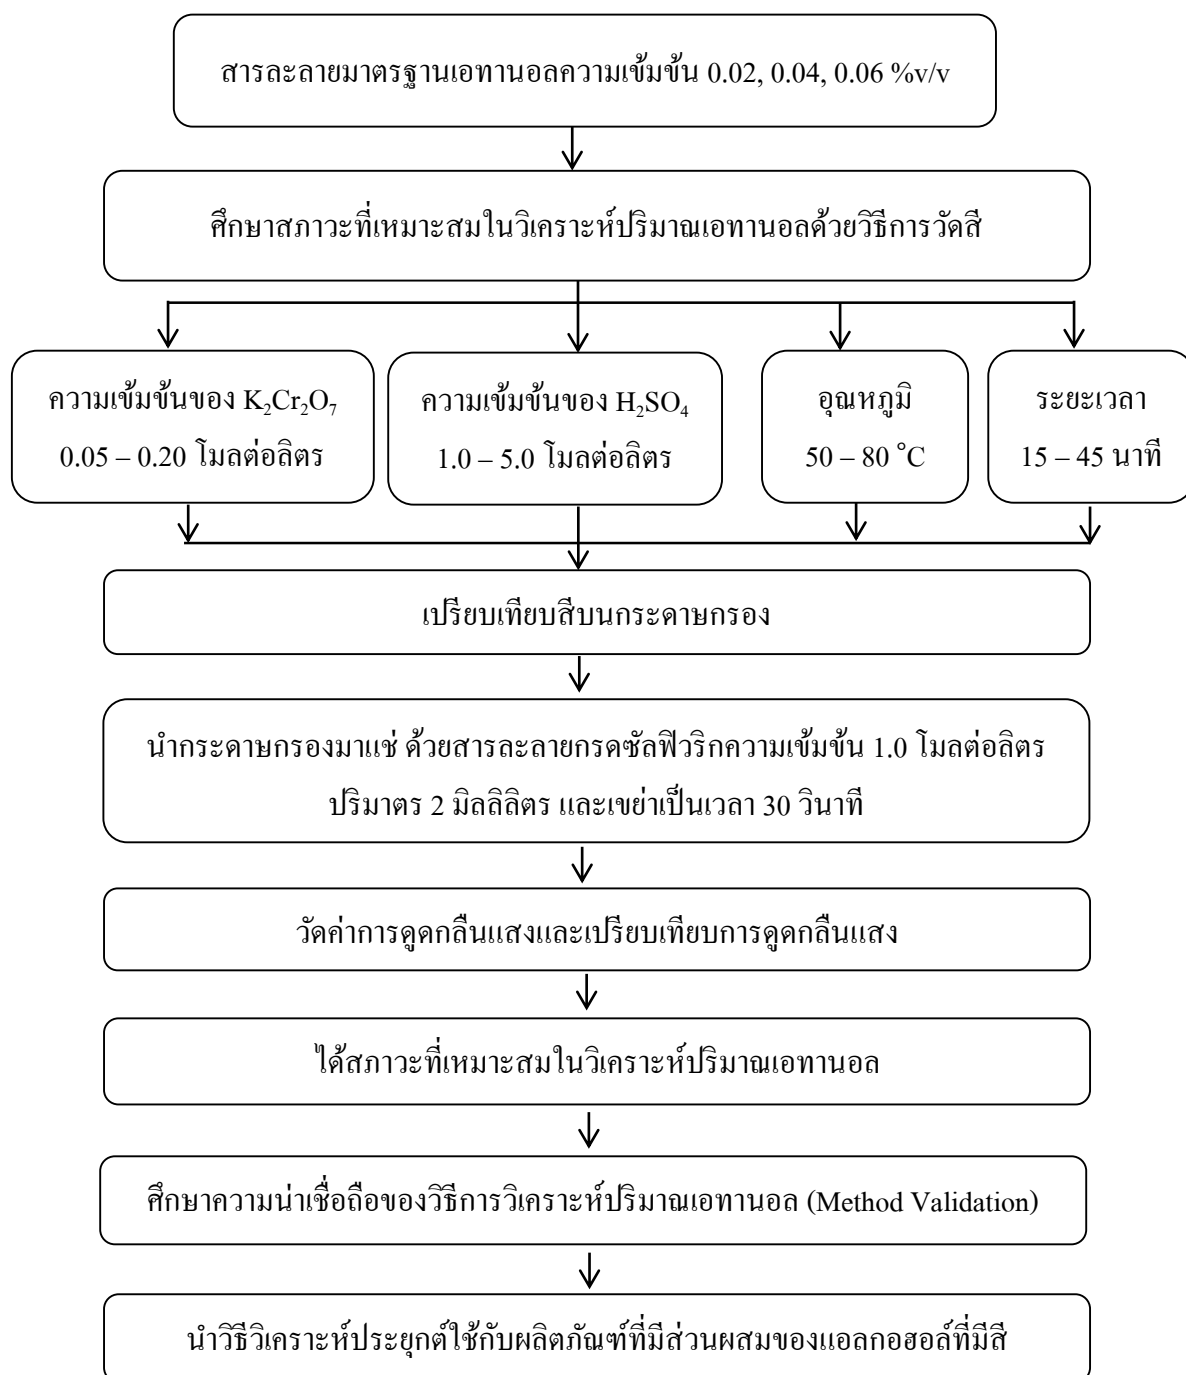 สารละลายมาตรฐานเอทานอลความเข้มข้น 0.02, 0.04, 0.06 %v/v
ศึกษาสภาวะที่เหมาะสมในวิเคราะห์ปริมาณเอทานอลด้วยวิธีการวัดสี
ความเข้มข้นของ K₂Cr₂O₇
0.05 – 0.20 โมลต่อลิตร
ความเข้มข้นของ H₂SO₄
1.0 – 5.0 โมลต่อลิตร
อุณหภูมิ
50 – 80 °C
ระยะเวลา
15 – 45 นาที
เปรียบเทียบสีบนกระดาษกรอง
นำกระดาษกรองมาแช่ ด้วยสารละลายกรดซัลฟิวริกความเข้มข้น 1.0 โมลต่อลิตร
ปริมาตร 2 มิลลิลิตร และเขย่าเป็นเวลา 30 วินาที
วัดค่าการดูดกลืนแสงและเปรียบเทียบการดูดกลืนแสง
ได้สภาวะที่เหมาะสมในวิเคราะห์ปริมาณเอทานอล
ศึกษาความน่าเชื่อถือของวิธีการวิเคราะห์ปริมาณเอทานอล (Method Validation)
นำวิธีวิเคราะห์ประยุกต์ใช้กับผลิตภัณฑ์ที่มีส่วนผสมของแอลกอฮอล์ที่มีสี